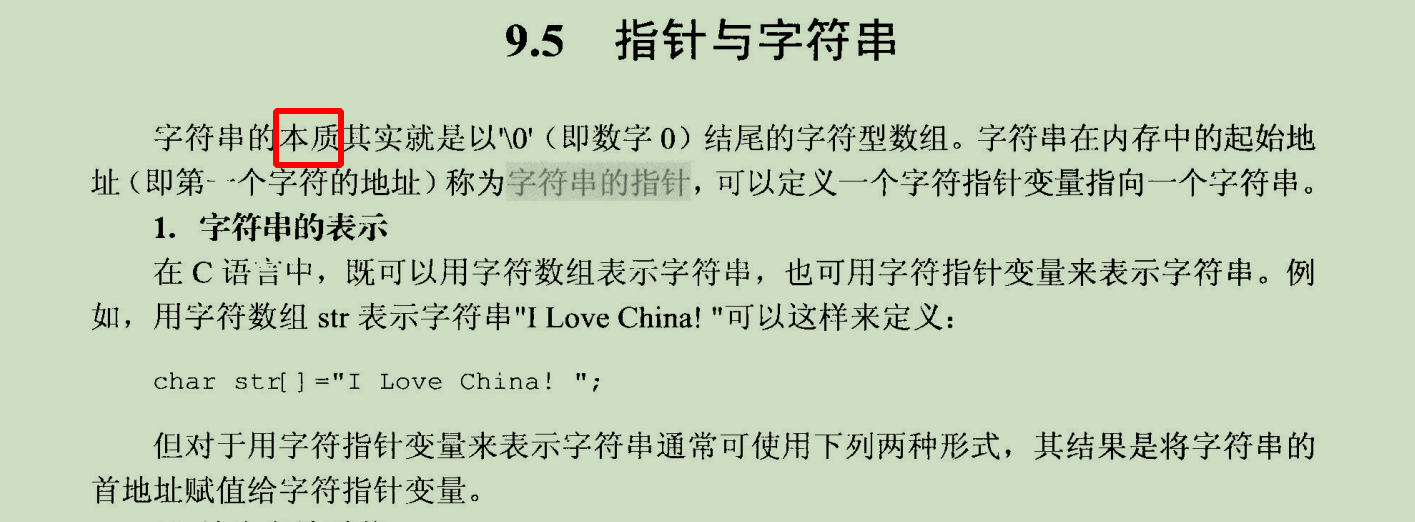 9.5 指针与字符串
字符串的本质其实就是以'\0'（即数字 0）结尾的字符型数组。字符串在内存中的起始地
址（即第一个字符的地址）称为字符串的指针，可以定义一个字符指针变量指向一个字符串。
1. 字符串的表示
在 C 语言中，既可以用字符数组表示字符串，也可用字符指针变量来表示字符串。例
如，用字符数组 str 表示字符串"I Love China! "可以这样来定义：
char str[]="I Love China! ";
但对于用字符指针变量来表示字符串通常可使用下列两种形式，其结果是将字符串的
首地址赋值给字符指针变量。